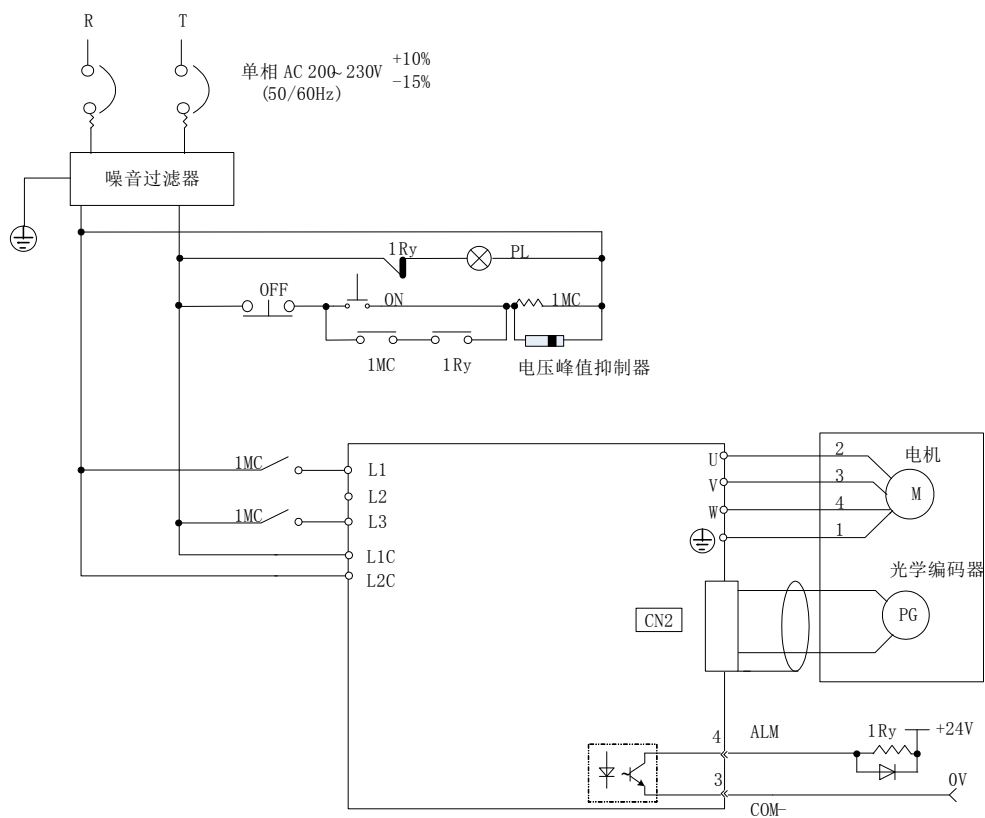 R T
单相 AC 200~230V +10%
-15%
(50/60Hz)
噪音过滤器
1Ry PL
OFF ON 1MC
1MC 1Ry 电压峰值抑制器
1MC L1
L2
1MC L3
L1C
L2C
U 2 电机
V 3 M
W 4
1
光学编码器
CN2 PG
4 ALM 1Ry +24V
3 0V
COM-